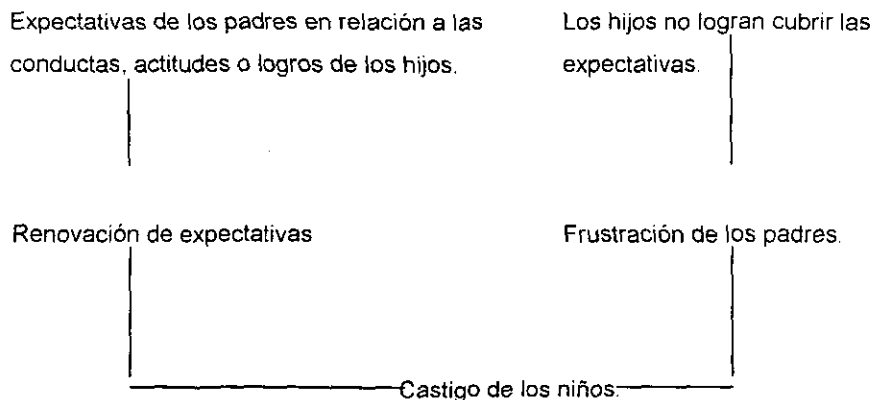 Expectativas de los padres en relación a las
conductas, actitudes o logros de los hijos.
Los hijos no logran cubrir las
expectativas.
Renovación de expectativas
Frustración de los padres.
Castigo de los niños.